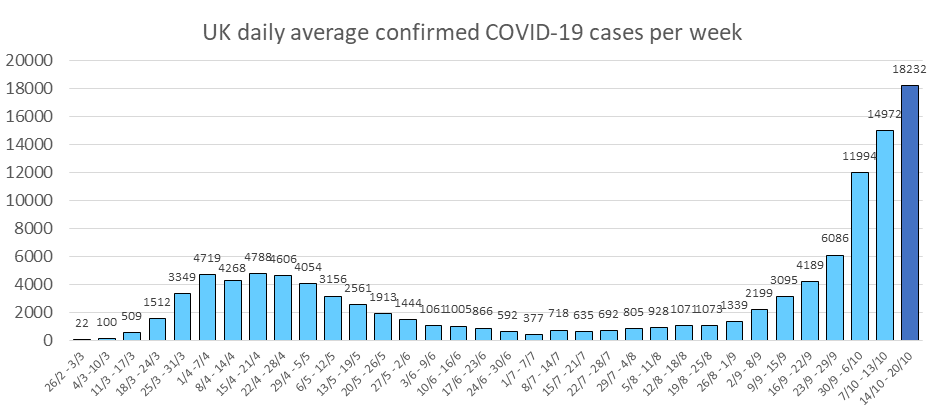 UK daily average confirmed COVID-19 cases per week
20000
18000
16000
14000
12000
10000
8000
6000
4000
2000
0
22
100
509
1512
3349
4719
4268
4788
4606
4054
3156
2561
1913
1444
1061
1005
866
592
377
718
635
692
805
928
1071
1073
1339
2199
3095
4189
6086
11994
14972
18232
26/2 - 3/3
4/3 -10/3
11/3 -17/3
18/3 - 24/3
25/3 - 31/3
1/4 - 7/4
8/4 - 14/4
15/4 - 21/4
22/4 - 28/4
29/4 - 5/5
6/5 - 12/5
13/5 - 19/5
20/5 - 26/5
27/5 - 2/6
3/6 - 9/6
10/6 -16/6
17/6 - 23/6
24/6 - 30/6
1/7 - 7/7
8/7 - 14/7
15/7 - 21/7
22/7 - 28/7
29/7 - 4/8
5/8 - 11/8
12/8 - 18/8
19/8 - 25/8
26/8 - 1/9
2/9 - 8/9
9/9 - 15/9
16/9 - 22/9
23/9 - 29/9
30/9 - 6/10
7/10 - 13/10
14/10 - 20/10